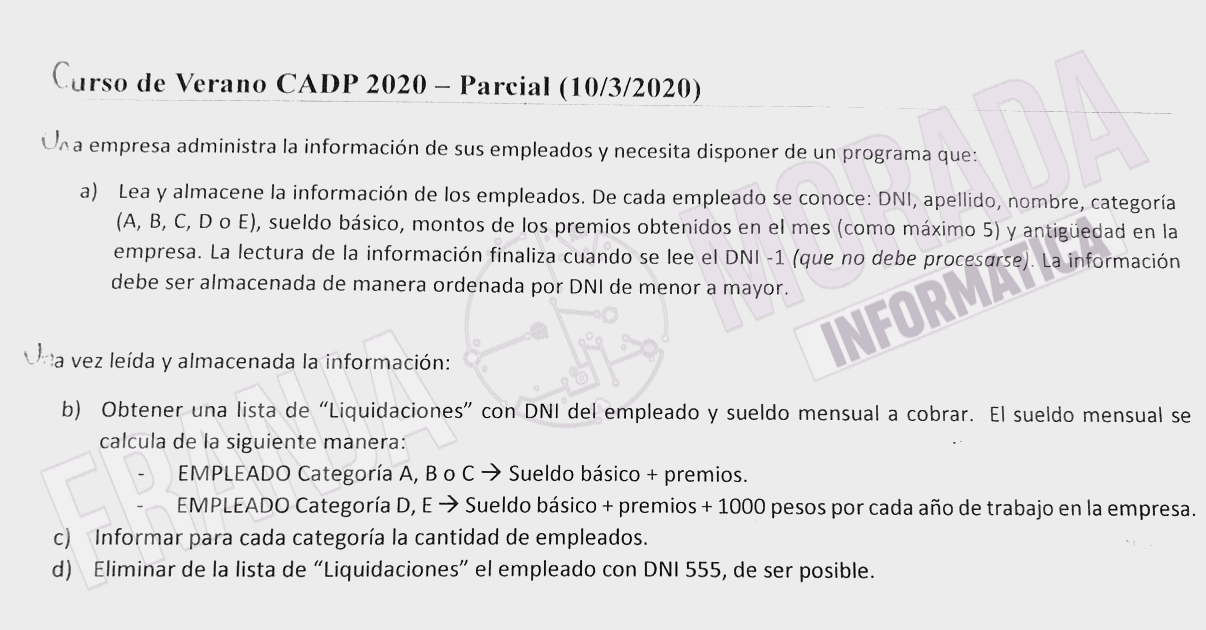 Curso de Verano CADP 2020 – Parcial (10/3/2020)
Una empresa administra la información de sus empleados y necesita disponer de un programa que:
a) Lea y almacene la información de los empleados. De cada empleado se conoce: DNI, apellido, nombre, categoría
(A, B, C, D o E), sueldo básico, montos de los premios obtenidos en el mes (como máximo 5) y antigüedad en la
empresa. La lectura de la información finaliza cuando se lee el DNI -1 (que no debe procesarse). La información
debe ser almacenada de manera ordenada por DNI de menor a mayor.
Una vez leída y almacenada la información:
b) Obtener una lista de “Liquidaciones” con DNI del empleado y sueldo mensual a cobrar. El sueldo mensual se
calcula de la siguiente manera:
- EMPLEADO Categoría A, B o C → Sueldo básico + premios.
- EMPLEADO Categoría D, E → Sueldo básico + premios + 1000 pesos por cada año de trabajo en la empresa.
c) Informar para cada categoría la cantidad de empleados.
d) Eliminar de la lista de “Liquidaciones” el empleado con DNI 555, de ser posible.
FRANJA
MORADA
INFORMATICA